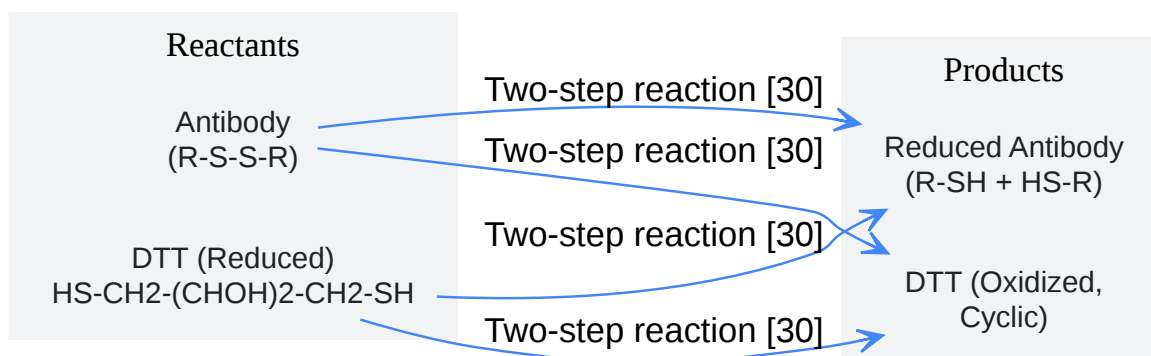 Reactants
Antibody
(R-S-S-R)
DTT (Reduced)
HS-CH2-(CHOH)2-CH2-SH
Two-step reaction [30]
Two-step reaction [30]
Two-step reaction [30]
Two-step reaction [30]
Products
Reduced Antibody
(R-SH + HS-R)
DTT (Oxidized,
Cyclic)